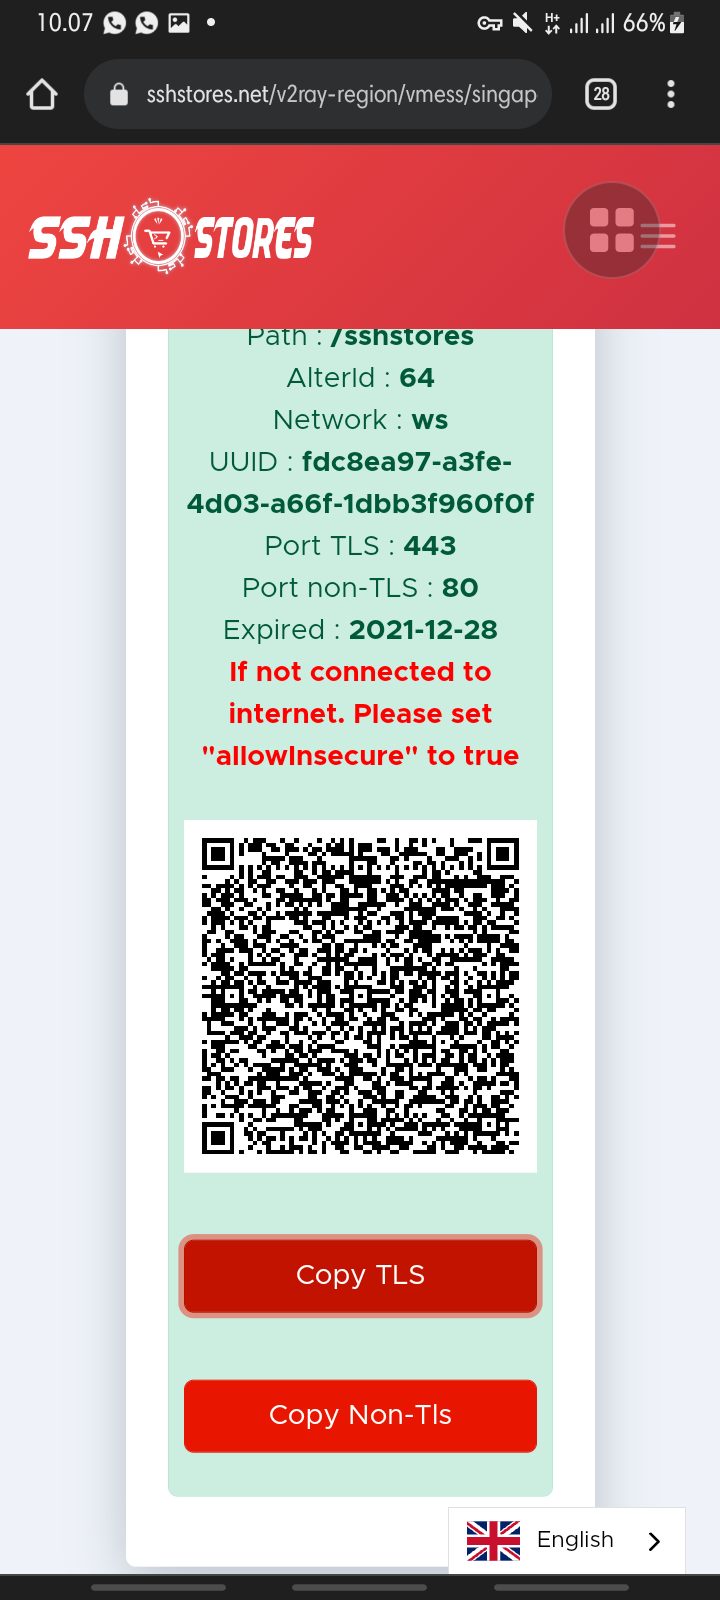 10.07
H+
66%
sshstores.net/v2ray-region/vmess/singap
28
SSH STORES
Path : /sshstores
AlterId : 64
Network : ws
UUID : fdc8ea97-a3fe-
4d03-a66f-1dbb3f960f0f
Port TLS : 443
Port non-TLS : 80
Expired : 2021-12-28
If not connected to
internet. Please set
"allowInsecure" to true
Copy TLS
Copy Non-Tls
English